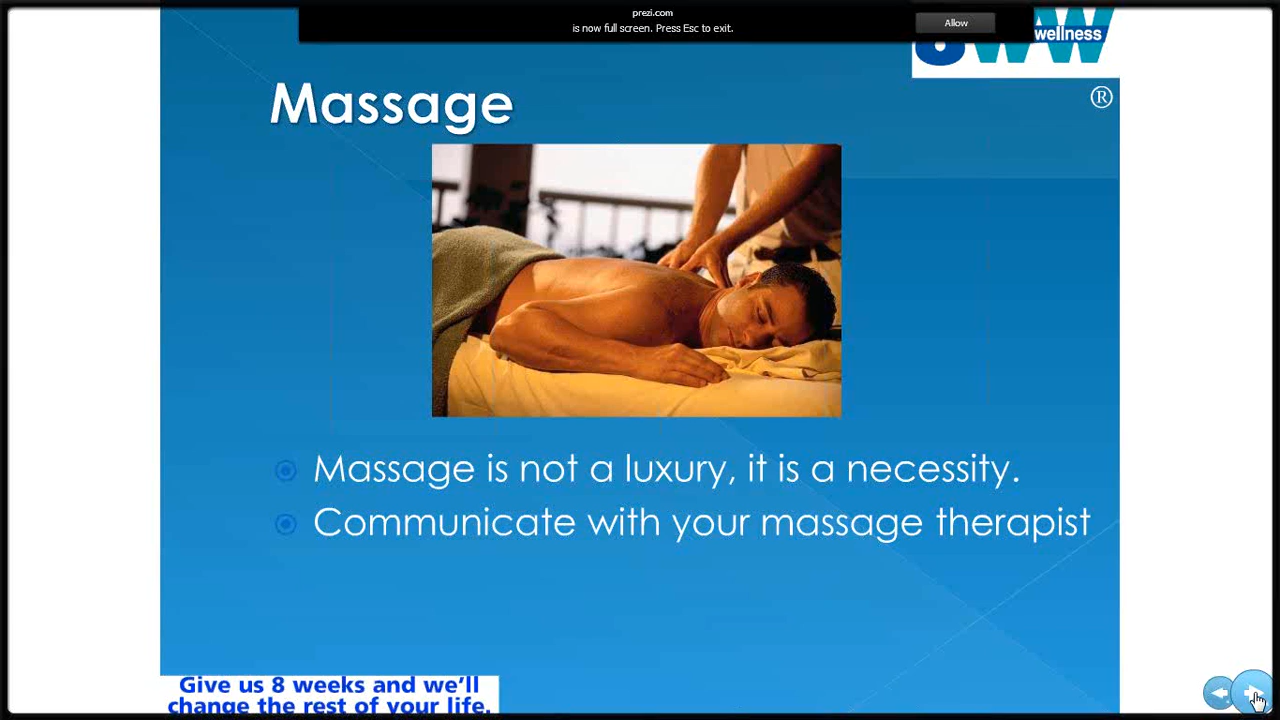 prezi.com
is now full screen. Press Esc to exit.
Allow
wellness
®
Massage
Massage is not a luxury, it is a necessity.
Communicate with your massage therapist
Give us 8 weeks and we'll
change the rest of your life.